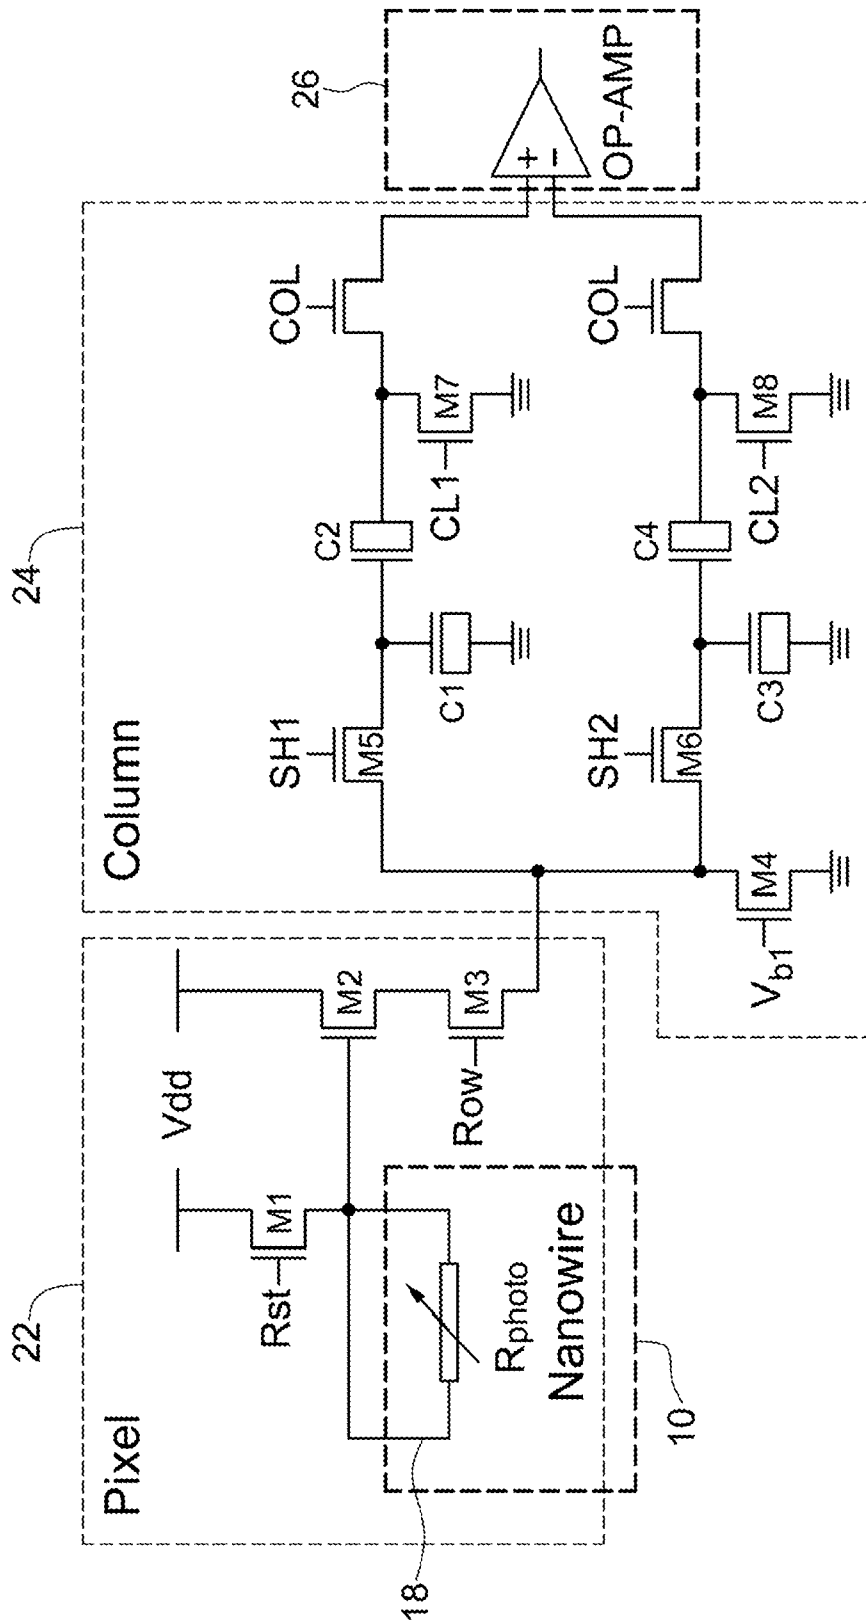 22
24
26
Pixel
Column
Vdd
Rst
M1
M2
M3
Row
Rphoto
Nanowire
18
10
SH1
M5
C1
C2
CL1
M7
COL
SH2
M6
C3
C4
CL2
M8
COL
Vb1
M4
+
−
OP-AMP